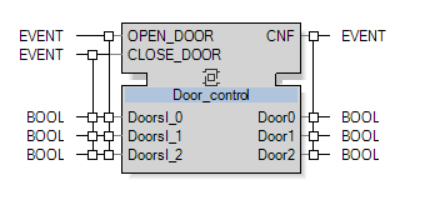 EVENT OPEN_DOOR CNF EVENT
EVENT CLOSE_DOOR
Door_control
BOOL DoorsI_0 Door0 BOOL
BOOL DoorsI_1 Door1 BOOL
BOOL DoorsI_2 Door2 BOOL